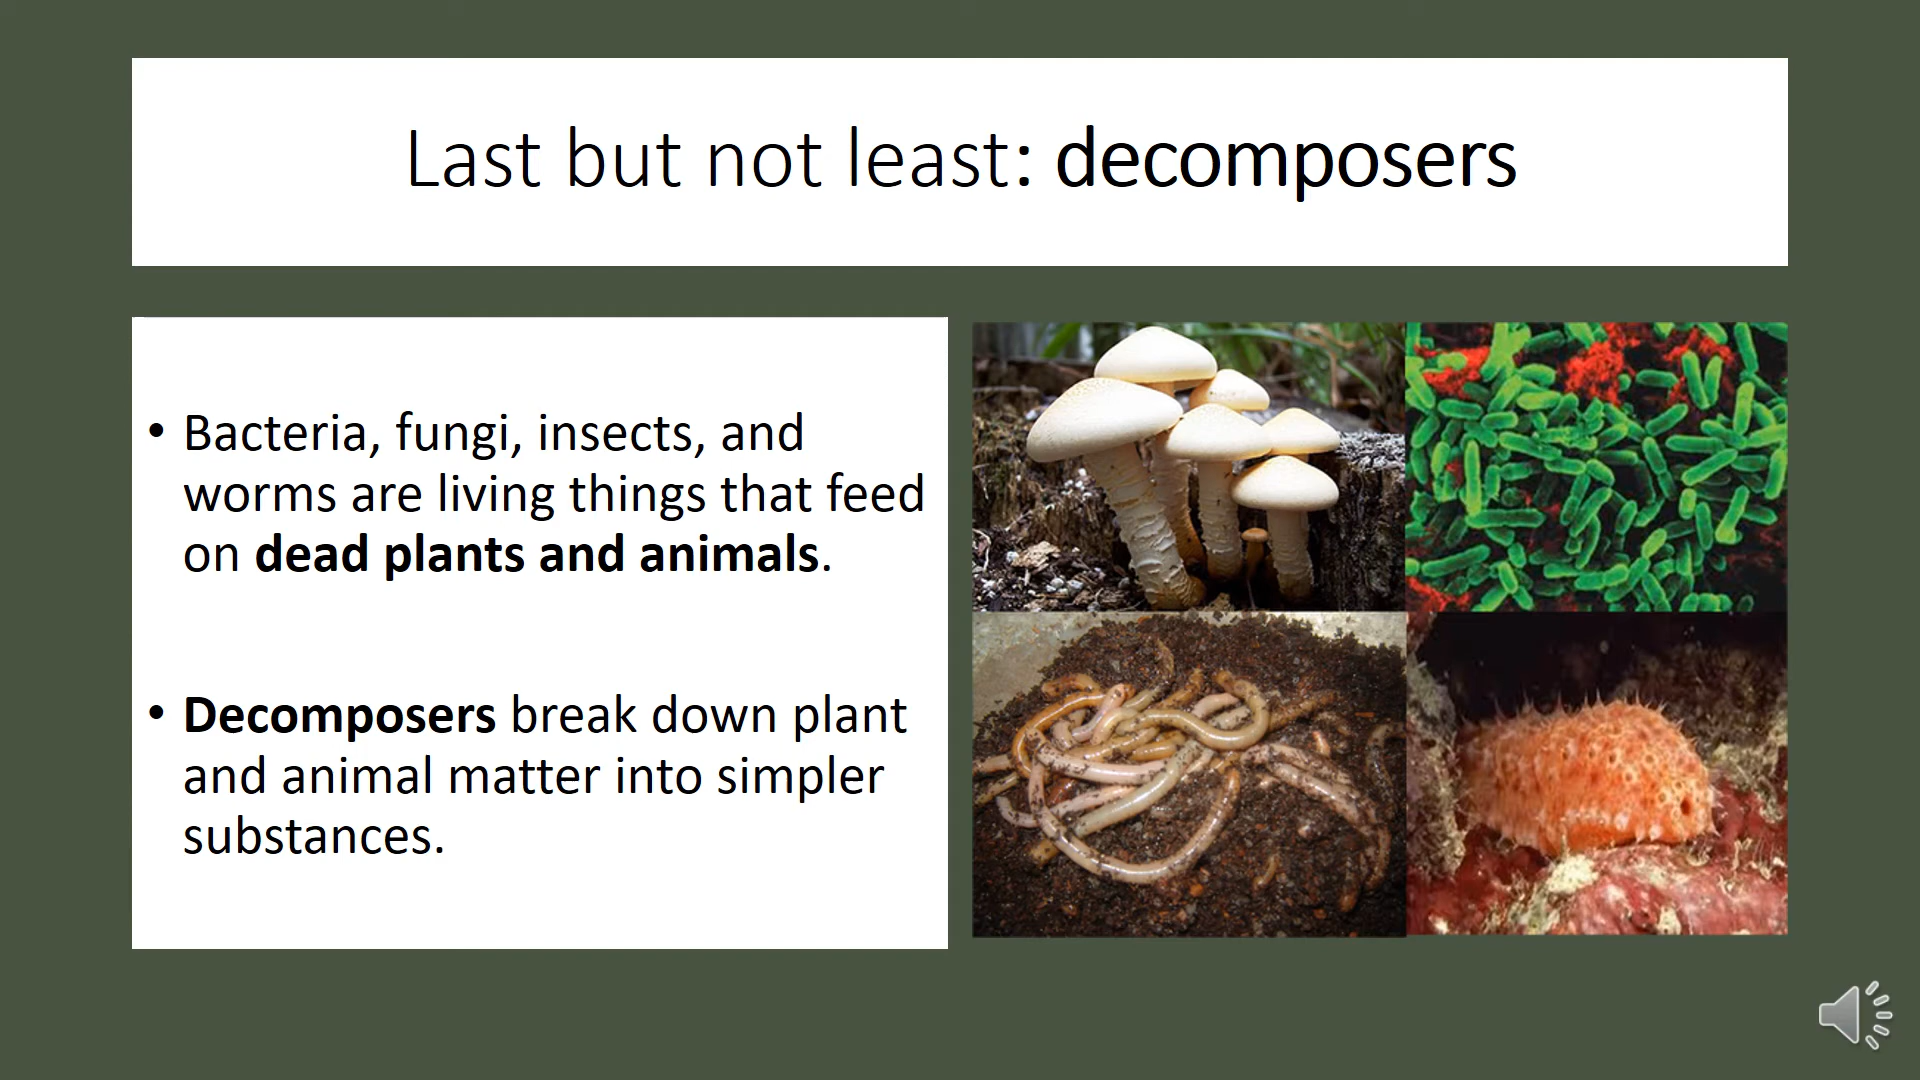 Last but not least: decomposers
• Bacteria, fungi, insects, and
worms are living things that feed
on dead plants and animals.
• Decomposers break down plant
and animal matter into simpler
substances.